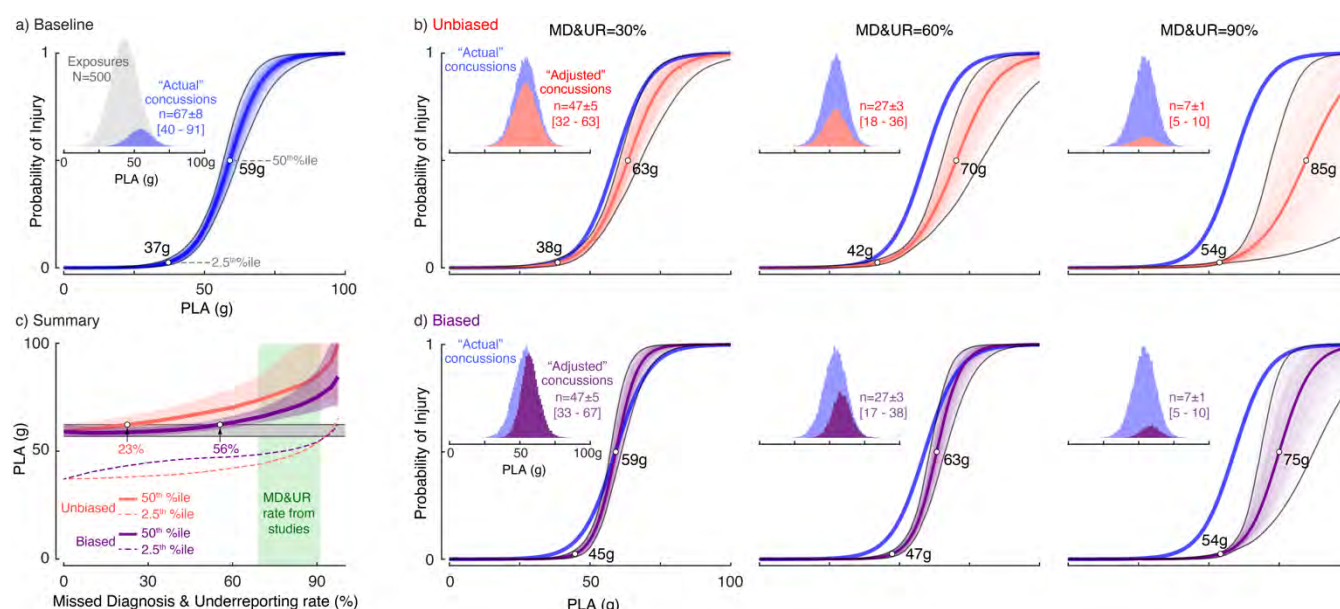 a) Baseline
Probability of Injury
1
0
Exposures
N=500
"Actual"
concussions
n=67±8
[40 - 91]
0 50 100g
PLA (g)
59g
50th%ile
37g
2.5th%ile
0 50 100
PLA (g)
b) Unbiased
MD&UR=30%
MD&UR=60%
MD&UR=90%
Probability of Injury
1
0
"Actual"
concussions
"Adjusted"
concussions
n=47±5
[32 - 63]
63g
38g
0 50 100
PLA (g)
n=27±3
[18 - 36]
70g
42g
n=7±1
[5 - 10]
85g
54g
c) Summary
PLA (g)
100
50
0
23%
56%
Unbiased
50th %ile
2.5th %ile
Biased
50th %ile
2.5th %ile
MD&UR
rate from
studies
0 30 60 90
Missed Diagnosis & Underreporting rate (%)
d) Biased
Probability of Injury
1
0
"Actual"
concussions
"Adjusted"
concussions
n=47±5
[33 - 67]
0 50 100g
PLA (g)
59g
45g
0 50 100
PLA (g)
n=27±3
[17 - 38]
63g
47g
n=7±1
[5 - 10]
75g
54g